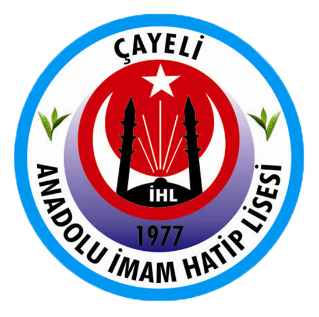 ÇAYELİ
İHL
1977
ANADOLU İMAM HATİP LİSESİ